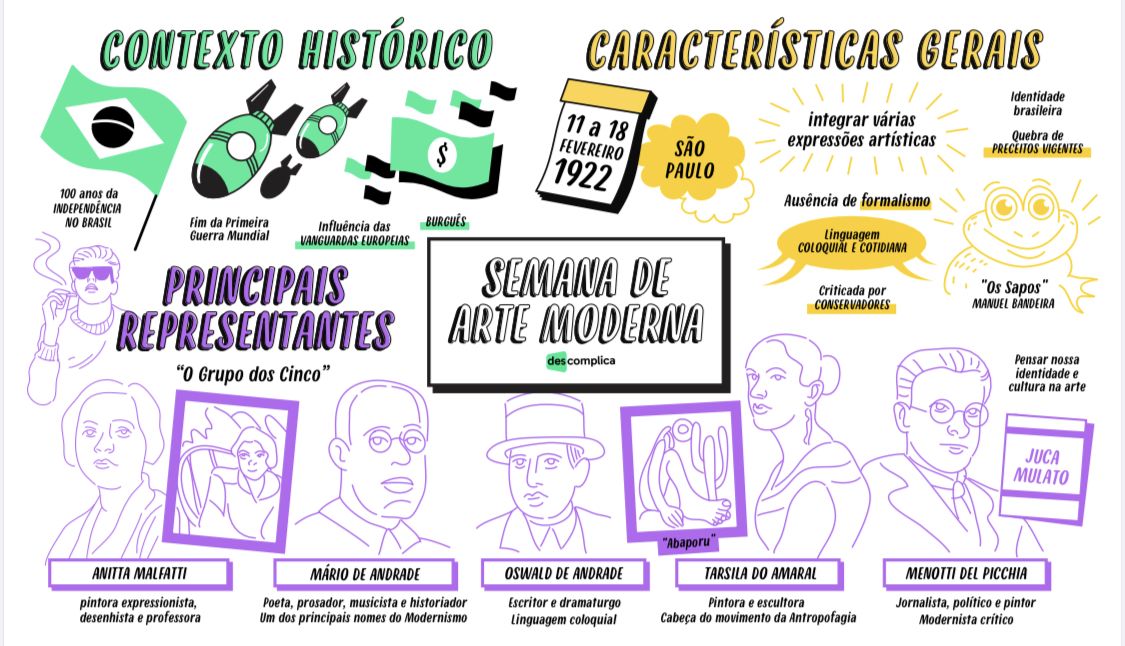 CONTEXTO HISTÓRICO
100 anos da
INDEPENDÊNCIA
NO BRASIL
Fim da Primeira
Guerra Mundial
$
Influência das
VANGUARDAS EUROPEIAS
BURGUÊS
CARACTERÍSTICAS GERAIS
11 a 18
FEVEREIRO
1922
SÃO
PAULO
integrar várias
expressões artísticas
Identidade
brasileira
Quebra de
PRECEITOS VIGENTES
Ausência de formalismo
Linguagem
COLOQUIAL E COTIDIANA
Criticada por
CONSERVADORES
"Os Sapos"
MANUEL BANDEIRA
SEMANA DE
ARTE MODERNA
descomplica
PRINCIPAIS
REPRESENTANTES
"O Grupo dos Cinco"
"Abaporu"
Pensar nossa
identidade e
cultura na arte
JUCA
MULATO
ANITTA MALFATTI
pintora expressionista,
desenhista e professora
MÁRIO DE ANDRADE
Poeta, prosador, musicista e historiador
Um dos principais nomes do Modernismo
OSWALD DE ANDRADE
Escritor e dramaturgo
Linguagem coloquial
TARSILA DO AMARAL
Pintora e escultora
Cabeça do movimento da Antropofagia
MENOTTI DEL PICCHIA
Jornalista, político e pintor
Modernista crítico